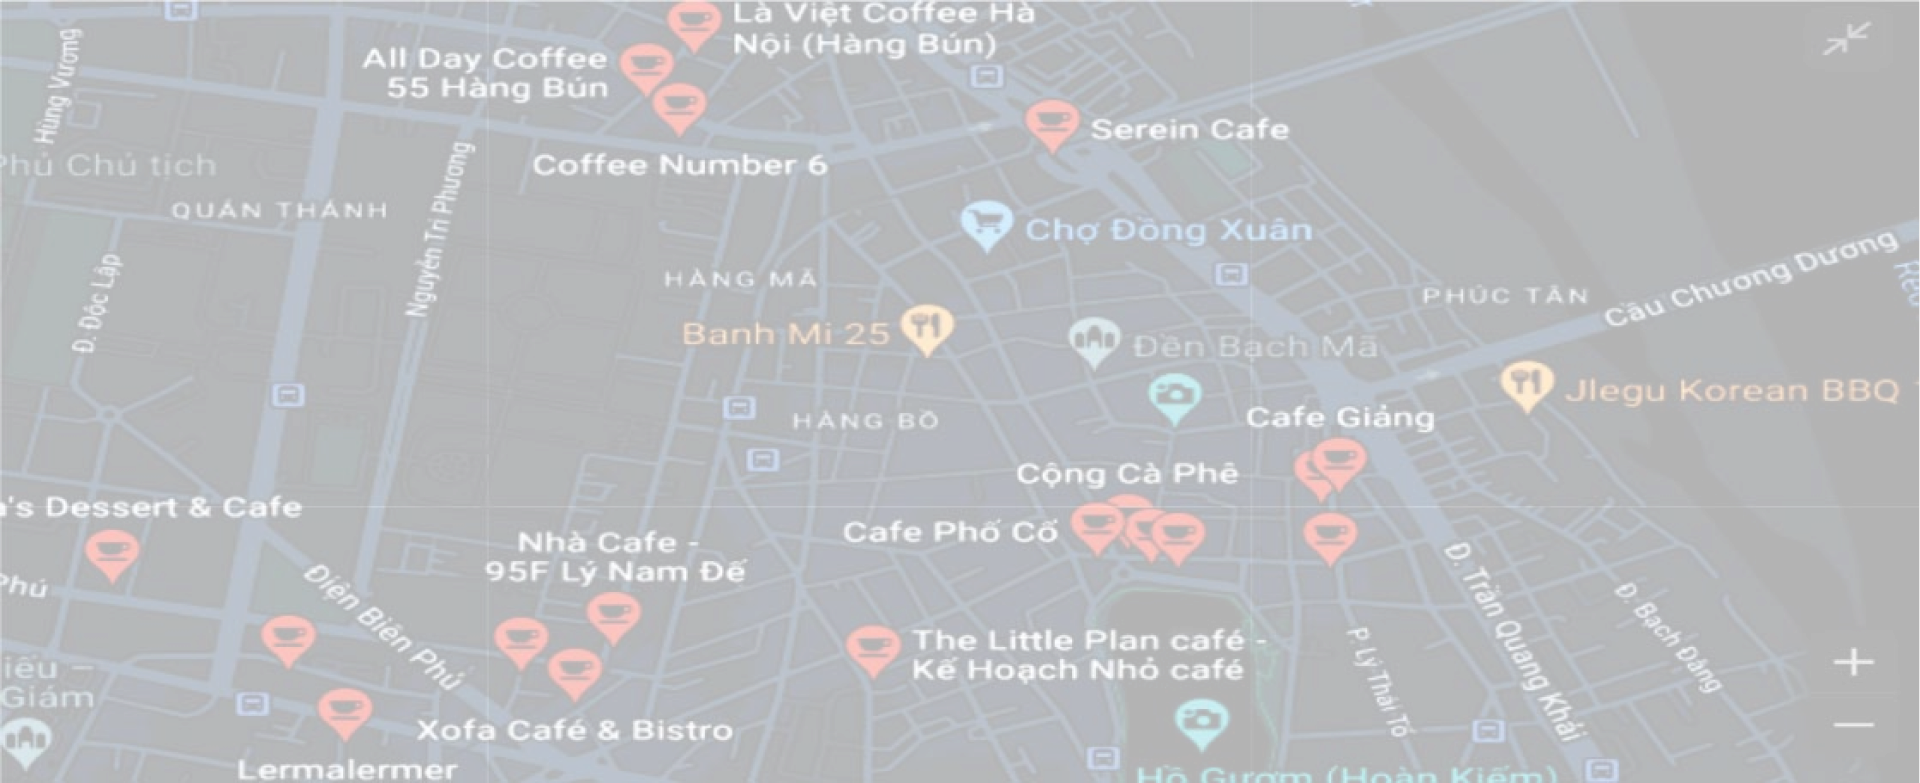 Là Việt Coffee Hà
Nội (Hàng Bún)
All Day Coffee
55 Hàng Bún
Hùng Vương
Serein Cafe
Phủ Chủ tịch
Coffee Number 6
QUÁN THÁNH
Nguyễn Tri Phương
Chợ Đồng Xuân
Cầu Chương Dương
Đ. Độc Lập
HÀNG MÃ
PHÚC TÂN
Banh Mi 25
Đền Bạch Mã
Jlegu Korean BBQ
HÀNG BỒ
Cafe Giảng
Cộng Cà Phê
a's Dessert & Cafe
Cafe Phố Cổ
Nhà Cafe -
95F Lý Nam Đế
Phú
Điện Biên Phủ
Đ. Trần Quang Khải
Đ. Bạch Đằng
The Little Plan café -
Kế Hoạch Nhỏ café
P. Lý Thái Tổ
iếu –
Giám
Xofa Café & Bistro
Lermalermer
Hồ Gươm (Hoàn Kiếm)